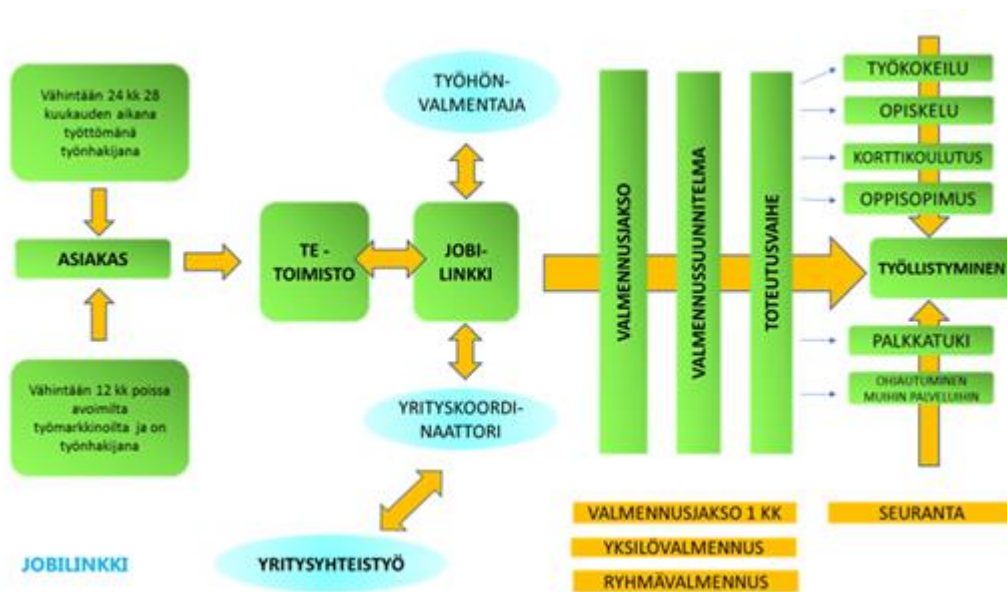 Vähintään 24 kk 28
kuukauden aikana
työttömänä
työnhakijana
ASIAKAS
Vähintään 12 kk poissa
avoimilta
työmarkkinoilta ja on
työnhakijana
TE -
TOIMISTO
JOBI-
LINKKI
TYÖHÖN-
VALMENTAJA
YRITYSKOORDI-
NAATTORI
YRITYSYHTEISTYÖ
VALMENNUSJAKSO
VALMENNUSSUUNITELMA
TOTEUTUSVAIHE
TYÖKOKEILU
OPISKELU
KORTTIKOULUTUS
OPPISOPIMUS
TYÖLLISTYMINEN
PALKKATUKI
OHJAUTUMINEN
MUIHIN PALVELUIHIN
VALMENNUSJAKSO 1 KK
YKSILÖVALMENNUS
RYHMÄVALMENNUS
SEURANTA
JOBILINKKI